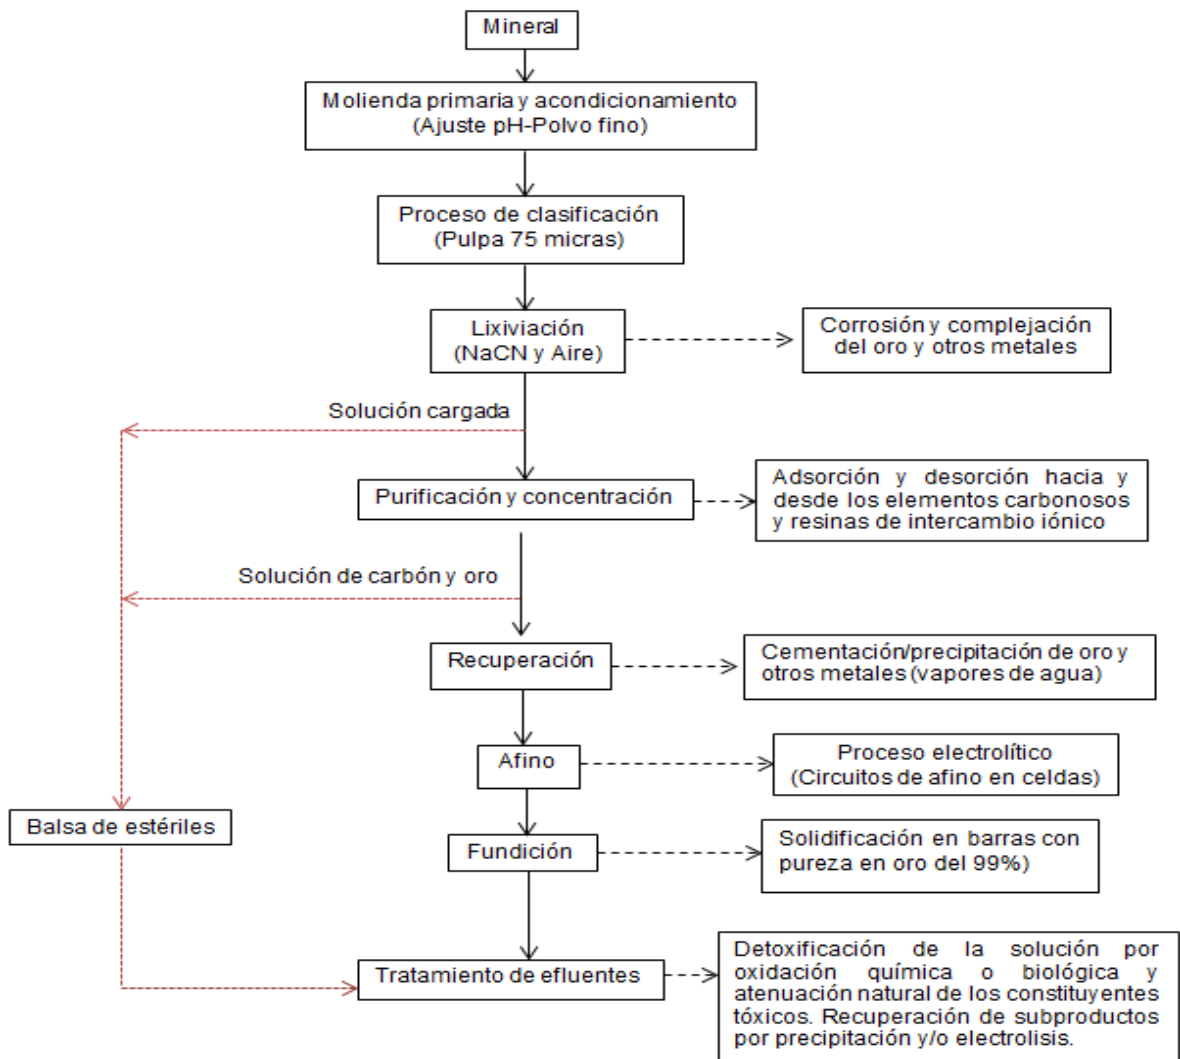 Mineral
Molienda primaria y acondicionamiento
(Ajuste pH-Polvo fino)
Proceso de clasificación
(Pulpa 75 micras)
Lixiviación
(NaCN y Aire)
Corrosión y complejación
del oro y otros metales
Solución cargada
Purificación y concentración
Adsorción y desorción hacia y
desde los elementos carbonosos
y resinas de intercambio iónico
Solución de carbón y oro
Recuperación
Cementación/precipitación de oro y
otros metales (vapores de agua)
Afino
Proceso electrolítico
(Circuitos de afino en celdas)
Balsa de estériles
Fundición
Solidificación en barras con
pureza en oro del 99%)
Tratamiento de efluentes
Detoxificación de la solución por
oxidación química o biológica y
atenuación natural de los constituyentes
tóxicos. Recuperación de subproductos
por precipitación y/o electrolisis.